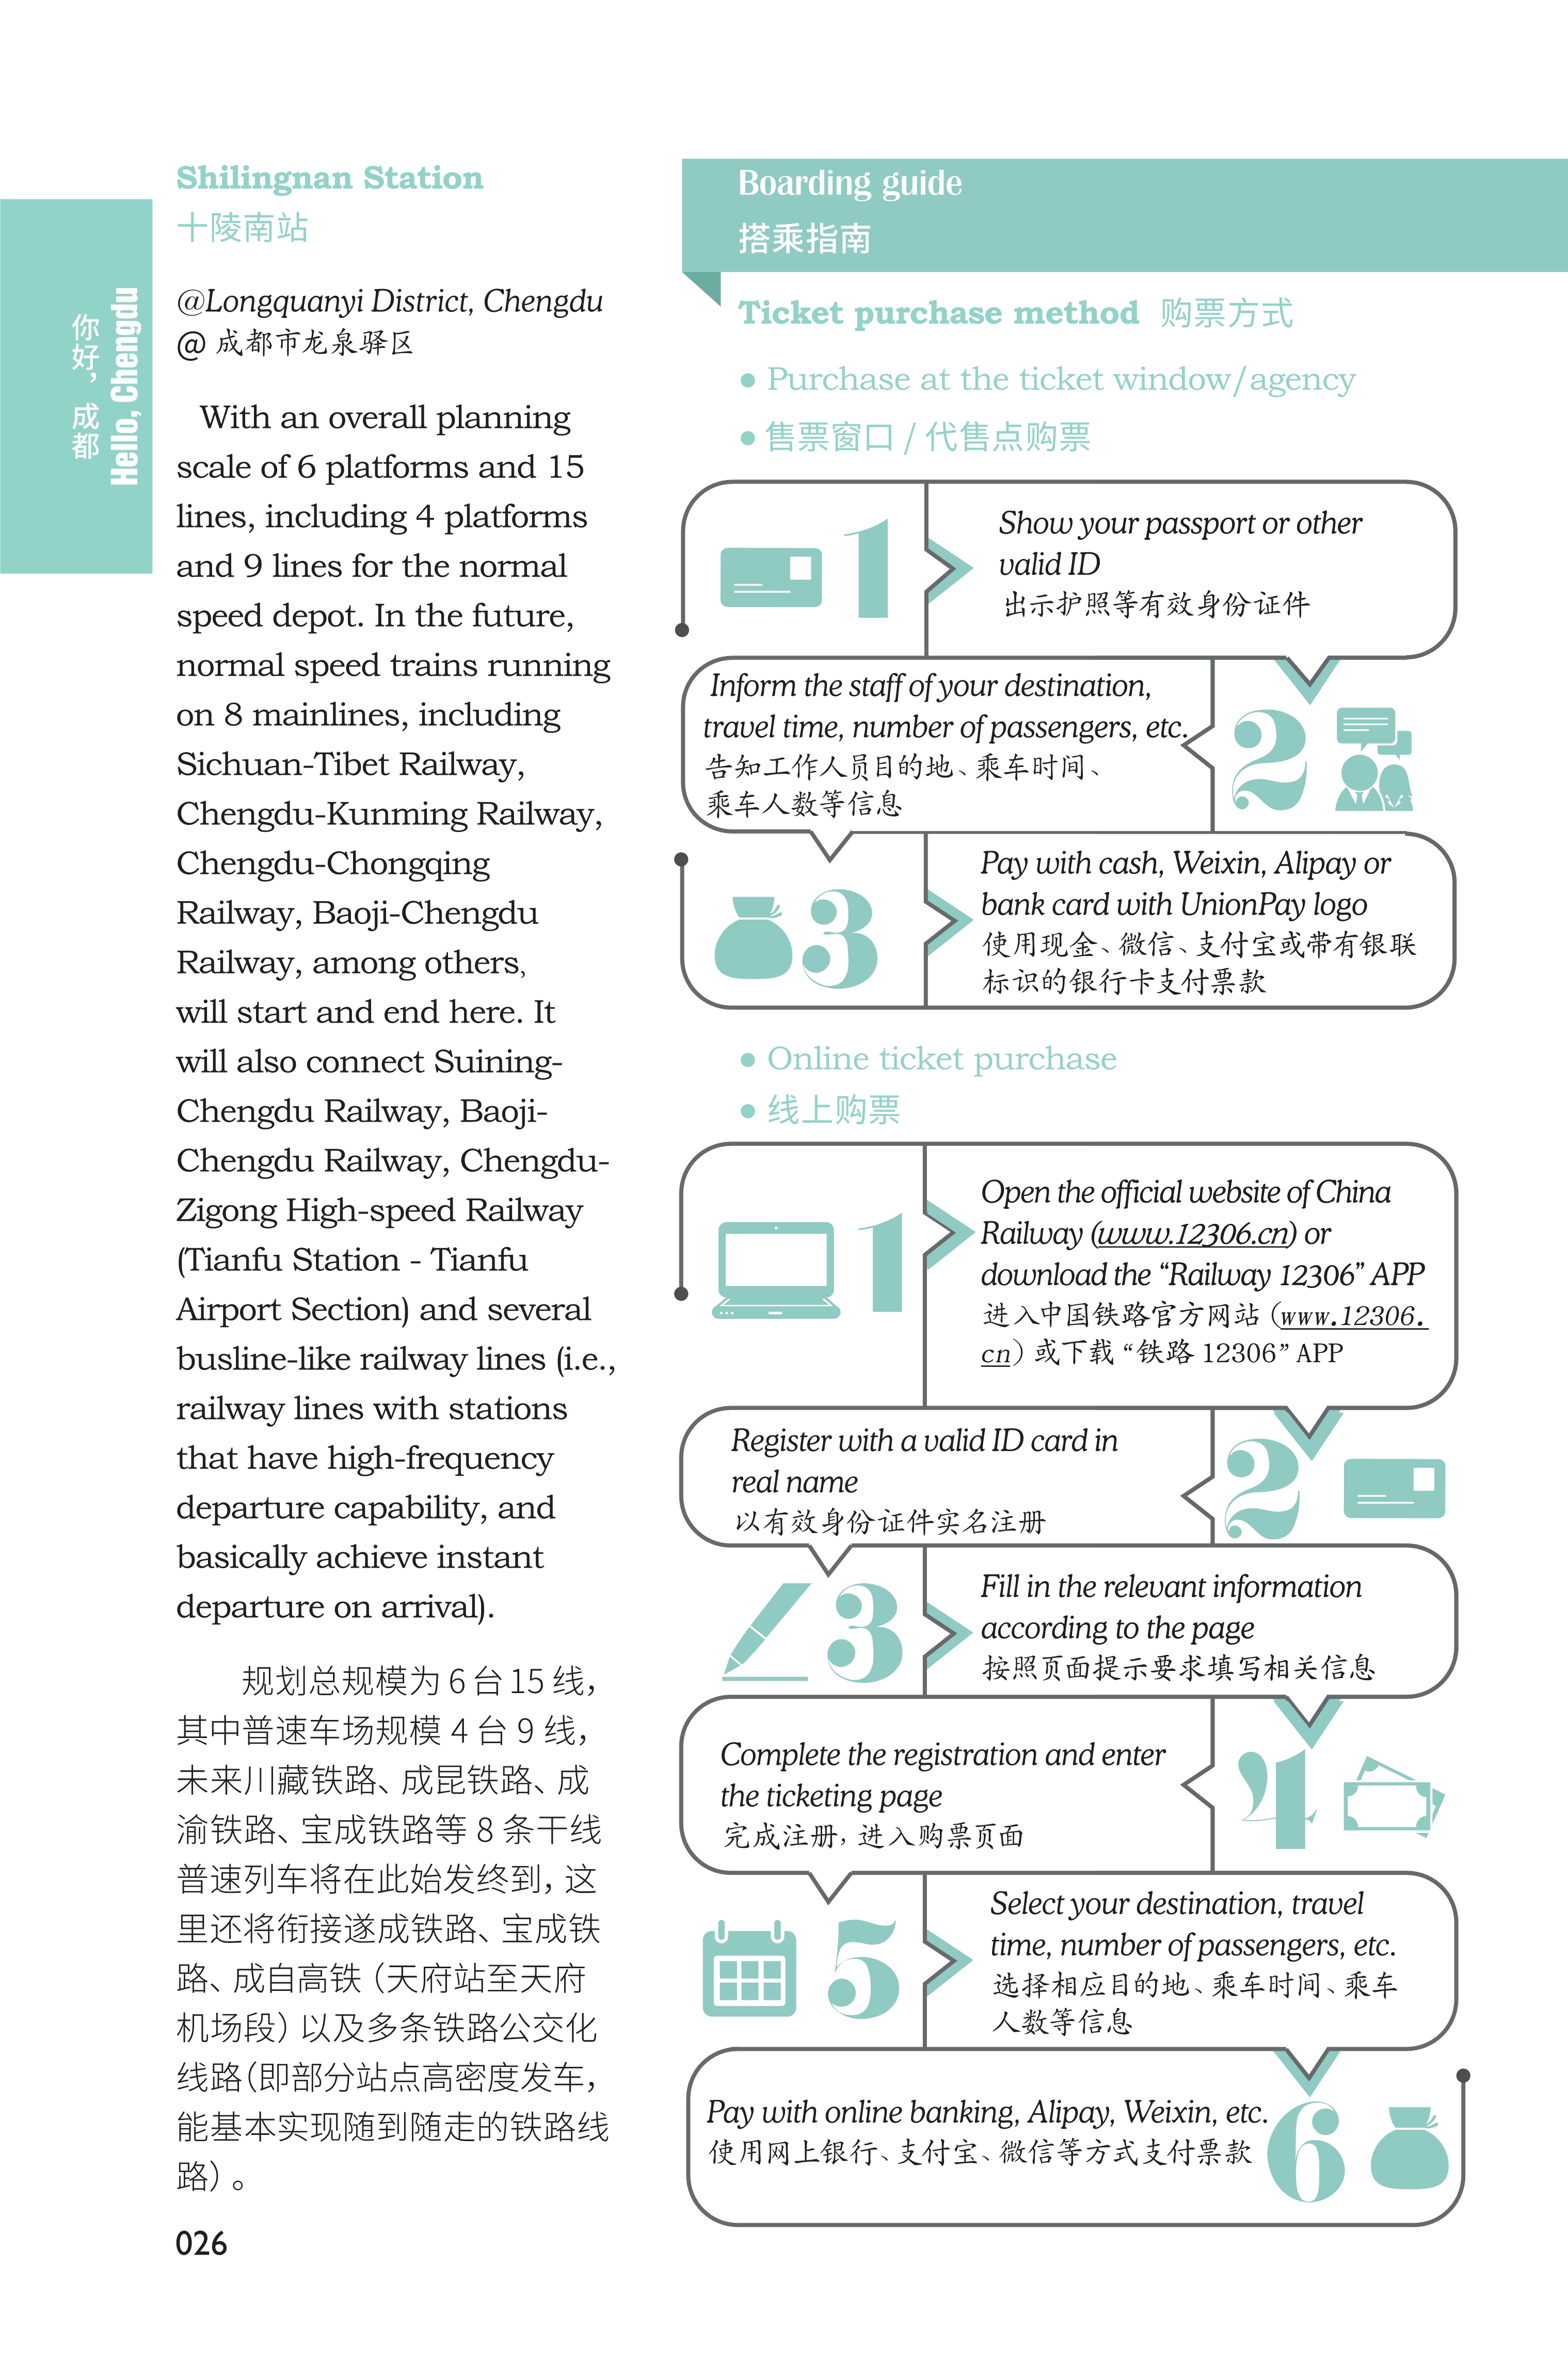 你好，成都
Hello, Chengdu
Shilingnan Station
十陵南站
@Longquanyi District, Chengdu
@ 成都市龙泉驿区
With an overall planning
scale of 6 platforms and 15
lines, including 4 platforms
and 9 lines for the normal
speed depot. In the future,
normal speed trains running
on 8 mainlines, including
Sichuan-Tibet Railway,
Chengdu-Kunming Railway,
Chengdu-Chongqing
Railway, Baoji-Chengdu
Railway, among others,
will start and end here. It
will also connect Suining-
Chengdu Railway, Baoji-
Chengdu Railway, Chengdu-
Zigong High-speed Railway
(Tianfu Station - Tianfu
Airport Section) and several
busline-like railway lines (i.e.,
railway lines with stations
that have high-frequency
departure capability, and
basically achieve instant
departure on arrival).
规划总规模为 6 台 15 线，
其中普速车场规模 4 台 9 线，
未来川藏铁路、成昆铁路、成
渝铁路、宝成铁路等 8 条干线
普速列车将在此始发终到，这
里还将衔接遂成铁路、宝成铁
路、成自高铁（天府站至天府
机场段）以及多条铁路公交化
线路（即部分站点高密度发车，
能基本实现随到随走的铁路线
路）。
026
Boarding guide
搭乘指南
Ticket purchase method 购票方式
● Purchase at the ticket window/agency
● 售票窗口 / 代售点购票
1
Show your passport or other
valid ID
出示护照等有效身份证件
Inform the staff of your destination,
travel time, number of passengers, etc.
告知工作人员目的地、乘车时间、
乘车人数等信息
2
3
Pay with cash, Weixin, Alipay or
bank card with UnionPay logo
使用现金、微信、支付宝或带有银联
标识的银行卡支付票款
● Online ticket purchase
● 线上购票
1
Open the official website of China
Railway (www.12306.cn) or
download the “Railway 12306” APP
进入中国铁路官方网站（www.12306.
cn）或下载 “铁路 12306” APP
Register with a valid ID card in
real name
以有效身份证件实名注册
2
3
Fill in the relevant information
according to the page
按照页面提示要求填写相关信息
Complete the registration and enter
the ticketing page
完成注册，进入购票页面
4
5
Select your destination, travel
time, number of passengers, etc.
选择相应目的地、乘车时间、乘车
人数等信息
Pay with online banking, Alipay, Weixin, etc.
使用网上银行、支付宝、微信等方式支付票款
6